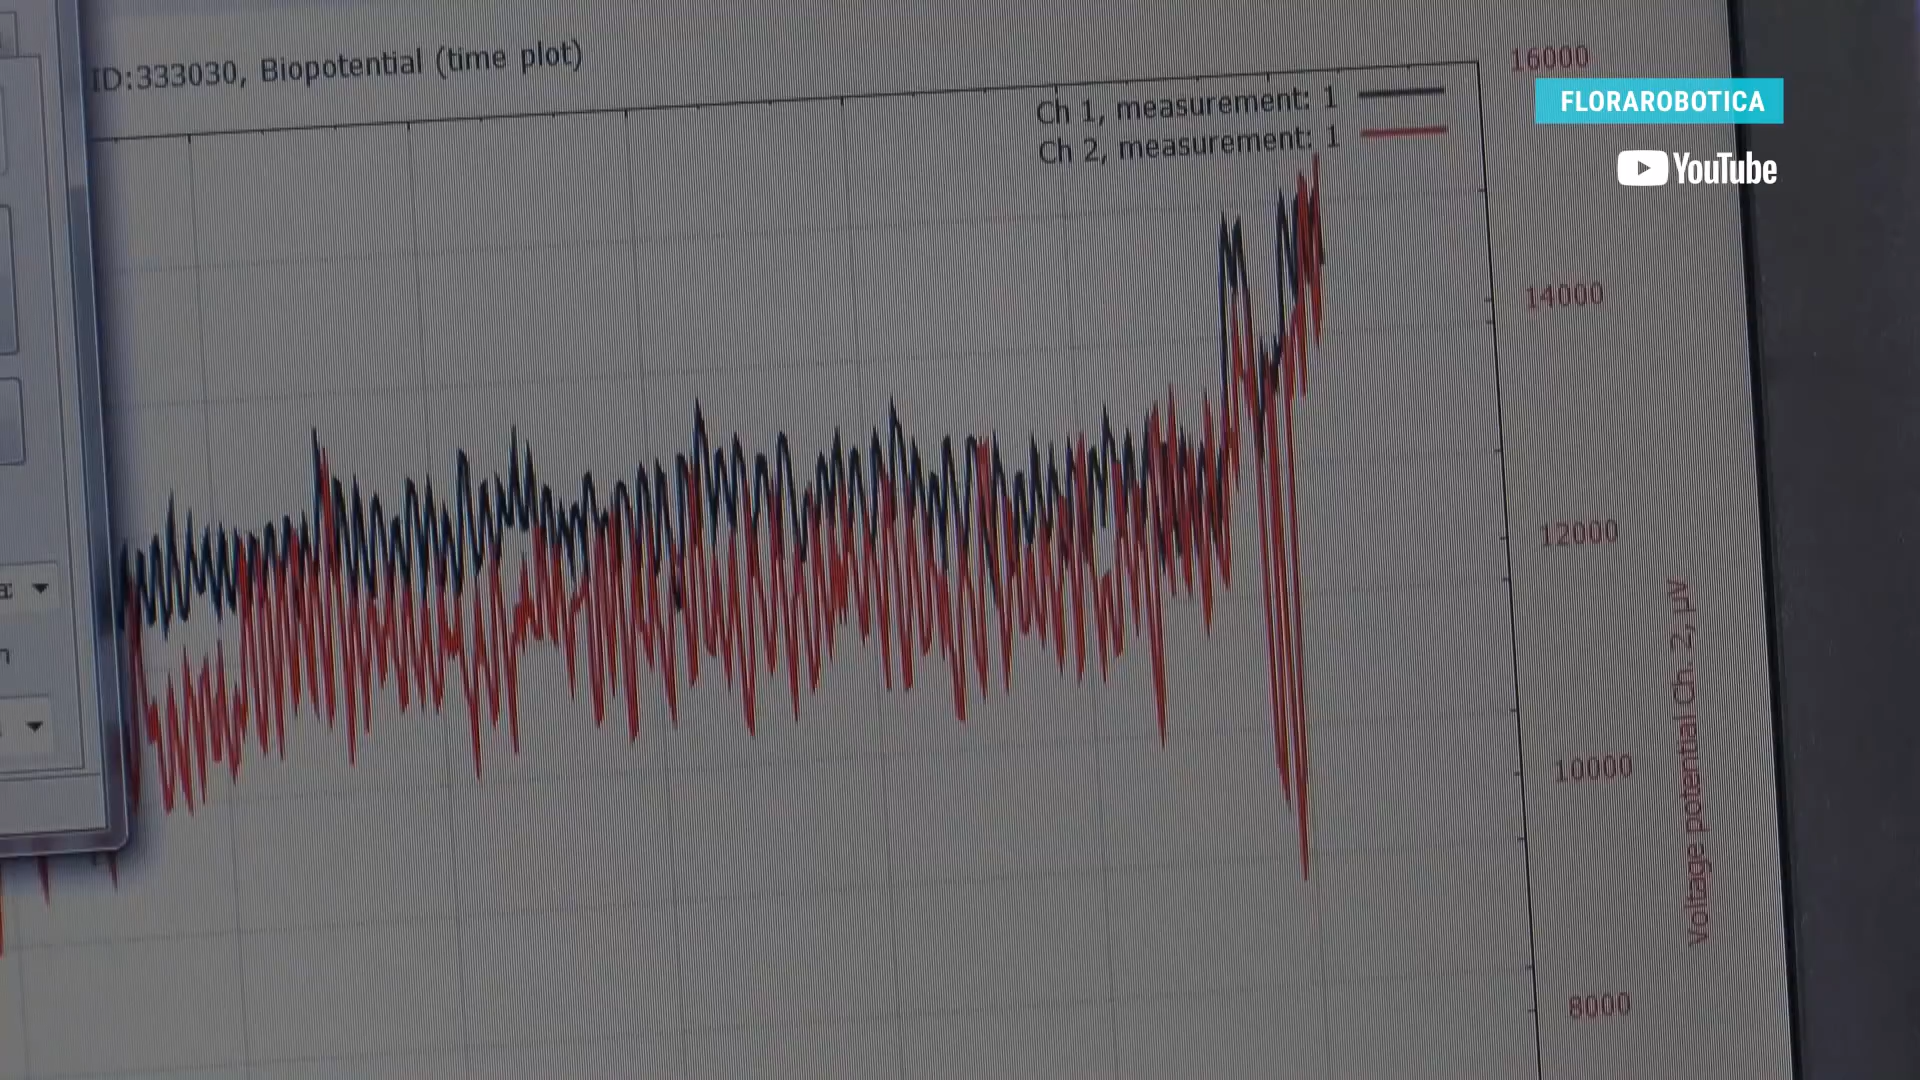 ID:333030, Biopotential (time plot)
Ch 1, measurement: 1
Ch 2, measurement: 1
16000
14000
12000
10000
8000
Voltage potential Ch. 2, µV
FLORAROBOTICA
YouTube